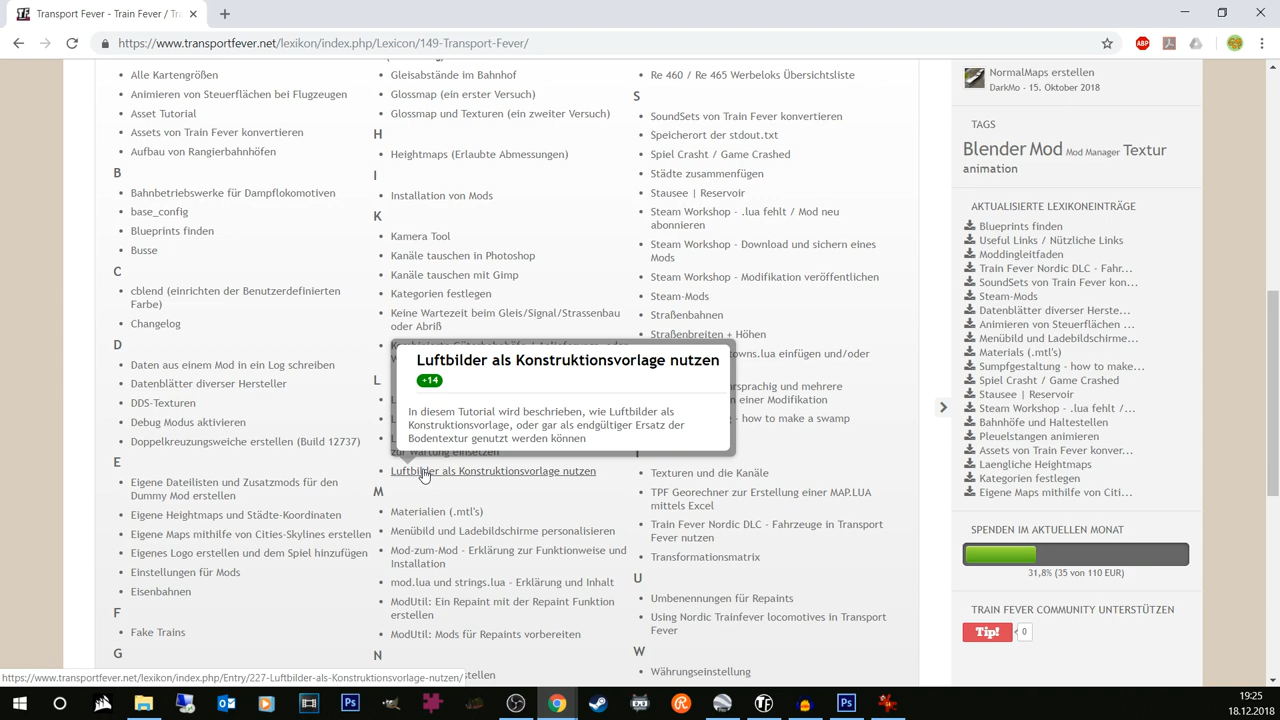 Transport Fever - Train Fever / Tr
https://www.transportfever.net/lexikon/index.php/Lexicon/149-Transport-Fever/
Alle Kartengrößen
Animieren von Steuerflächen bei Flugzeugen
Asset Tutorial
Assets von Train Fever konvertieren
Aufbau von Rangierbahnhöfen
B
Bahnbetriebswerke für Dampflokomotiven
base_config
Blueprints finden
Busse
C
cblend (einrichten der Benutzerdefinierten
Farbe)
Changelog
D
Daten aus einem Mod in ein Log schreiben
Datenblätter diverser Hersteller
DDS-Texturen
Debug Modus aktivieren
Doppelkreuzungsweiche erstellen (Build 12737)
E
Eigene Dateilisten und Zusatzmods für den
Dummy Mod erstellen
Eigene Heightmaps und Städte-Koordinaten
Eigene Maps mithilfe von Cities-Skylines erstellen
Eigenes Logo erstellen und dem Spiel hinzufügen
Einstellungen für Mods
Eisenbahnen
F
Fake Trains
G
Gleisabstände im Bahnhof
Glossmap (ein erster Versuch)
Glossmap und Texturen (ein zweiter Versuch)
H
Heightmaps (Erlaubte Abmessungen)
I
Installation von Mods
K
Kamera Tool
Kanäle tauschen in Photoshop
Kanäle tauschen mit Gimp
Kategorien festlegen
Keine Wartezeit beim Gleis/Signal/Strassenbau
oder Abriß
L
Luftbilder als Konstruktionsvorlage nutzen
+14
In diesem Tutorial wird beschrieben, wie Luftbilder als
Konstruktionsvorlage, oder gar als endgültiger Ersatz der
Bodentextur genutzt werden können
zur Wartung einsetzen
Luftbilder als Konstruktionsvorlage nutzen
M
Materialien (.mtl's)
Menübild und Ladebildschirme personalisieren
Mod-zum-Mod - Erklärung zur Funktionweise und
Installation
mod.lua und strings.lua - Erklärung und Inhalt
ModUtil: Ein Repaint mit der Repaint Funktion
erstellen
ModUtil: Mods für Repaints vorbereiten
N
stellen
Re 460 / Re 465 Werbeloks Übersichtsliste
S
SoundSets von Train Fever konvertieren
Speicherort der stdout.txt
Spiel Crasht / Game Crashed
Städte zusammenfügen
Stausee | Reservoir
Steam Workshop - .lua fehlt / Mod neu
abonnieren
Steam Workshop - Download und sichern eines
Mods
Steam Workshop - Modifikation veröffentlichen
Steam-Mods
Straßenbahnen
Straßenbreiten + Höhen
towns.lua einfügen und/oder
sprachig und mehrere
einer Modifikation
- how to make a swamp
Texturen und die Kanäle
TPF Georechner zur Erstellung einer MAP.LUA
mittels Excel
Train Fever Nordic DLC - Fahrzeuge in Transport
Fever nutzen
Transformationsmatrix
U
Umbenennungen für Repaints
Using Nordic Trainfever locomotives in Transport
Fever
W
Währungseinstellung
NormalMaps erstellen
DarkMo - 15. Oktober 2018
TAGS
Blender Mod Mod Manager Textur
animation
AKTUALISIERTE LEXIKONEINTRÄGE
Blueprints finden
Useful Links / Nützliche Links
Moddingleitfaden
Train Fever Nordic DLC - Fahr...
SoundSets von Train Fever kon...
Steam-Mods
Datenblätter diverser Herste...
Animieren von Steuerflächen ...
Menübild und Ladebildschirme...
Materials (.mtl's)
Sumpfgestaltung - how to make...
Spiel Crasht / Game Crashed
Stausee | Reservoir
Steam Workshop - .lua fehlt /...
Bahnhöfe und Haltestellen
Pleuelstangen animieren
Assets von Train Fever konver...
Laengliche Heightmaps
Kategorien festlegen
Eigene Maps mithilfe von Citi...
SPENDEN IM AKTUELLEN MONAT
31,8% (35 von 110 EUR)
TRAIN FEVER COMMUNITY UNTERSTÜTZEN
Tip! 0
https://www.transportfever.net/lexikon/index.php/Entry/227-Luftbilder-als-Konstruktionsvorlage-nutzen/
19:25
18.12.2018